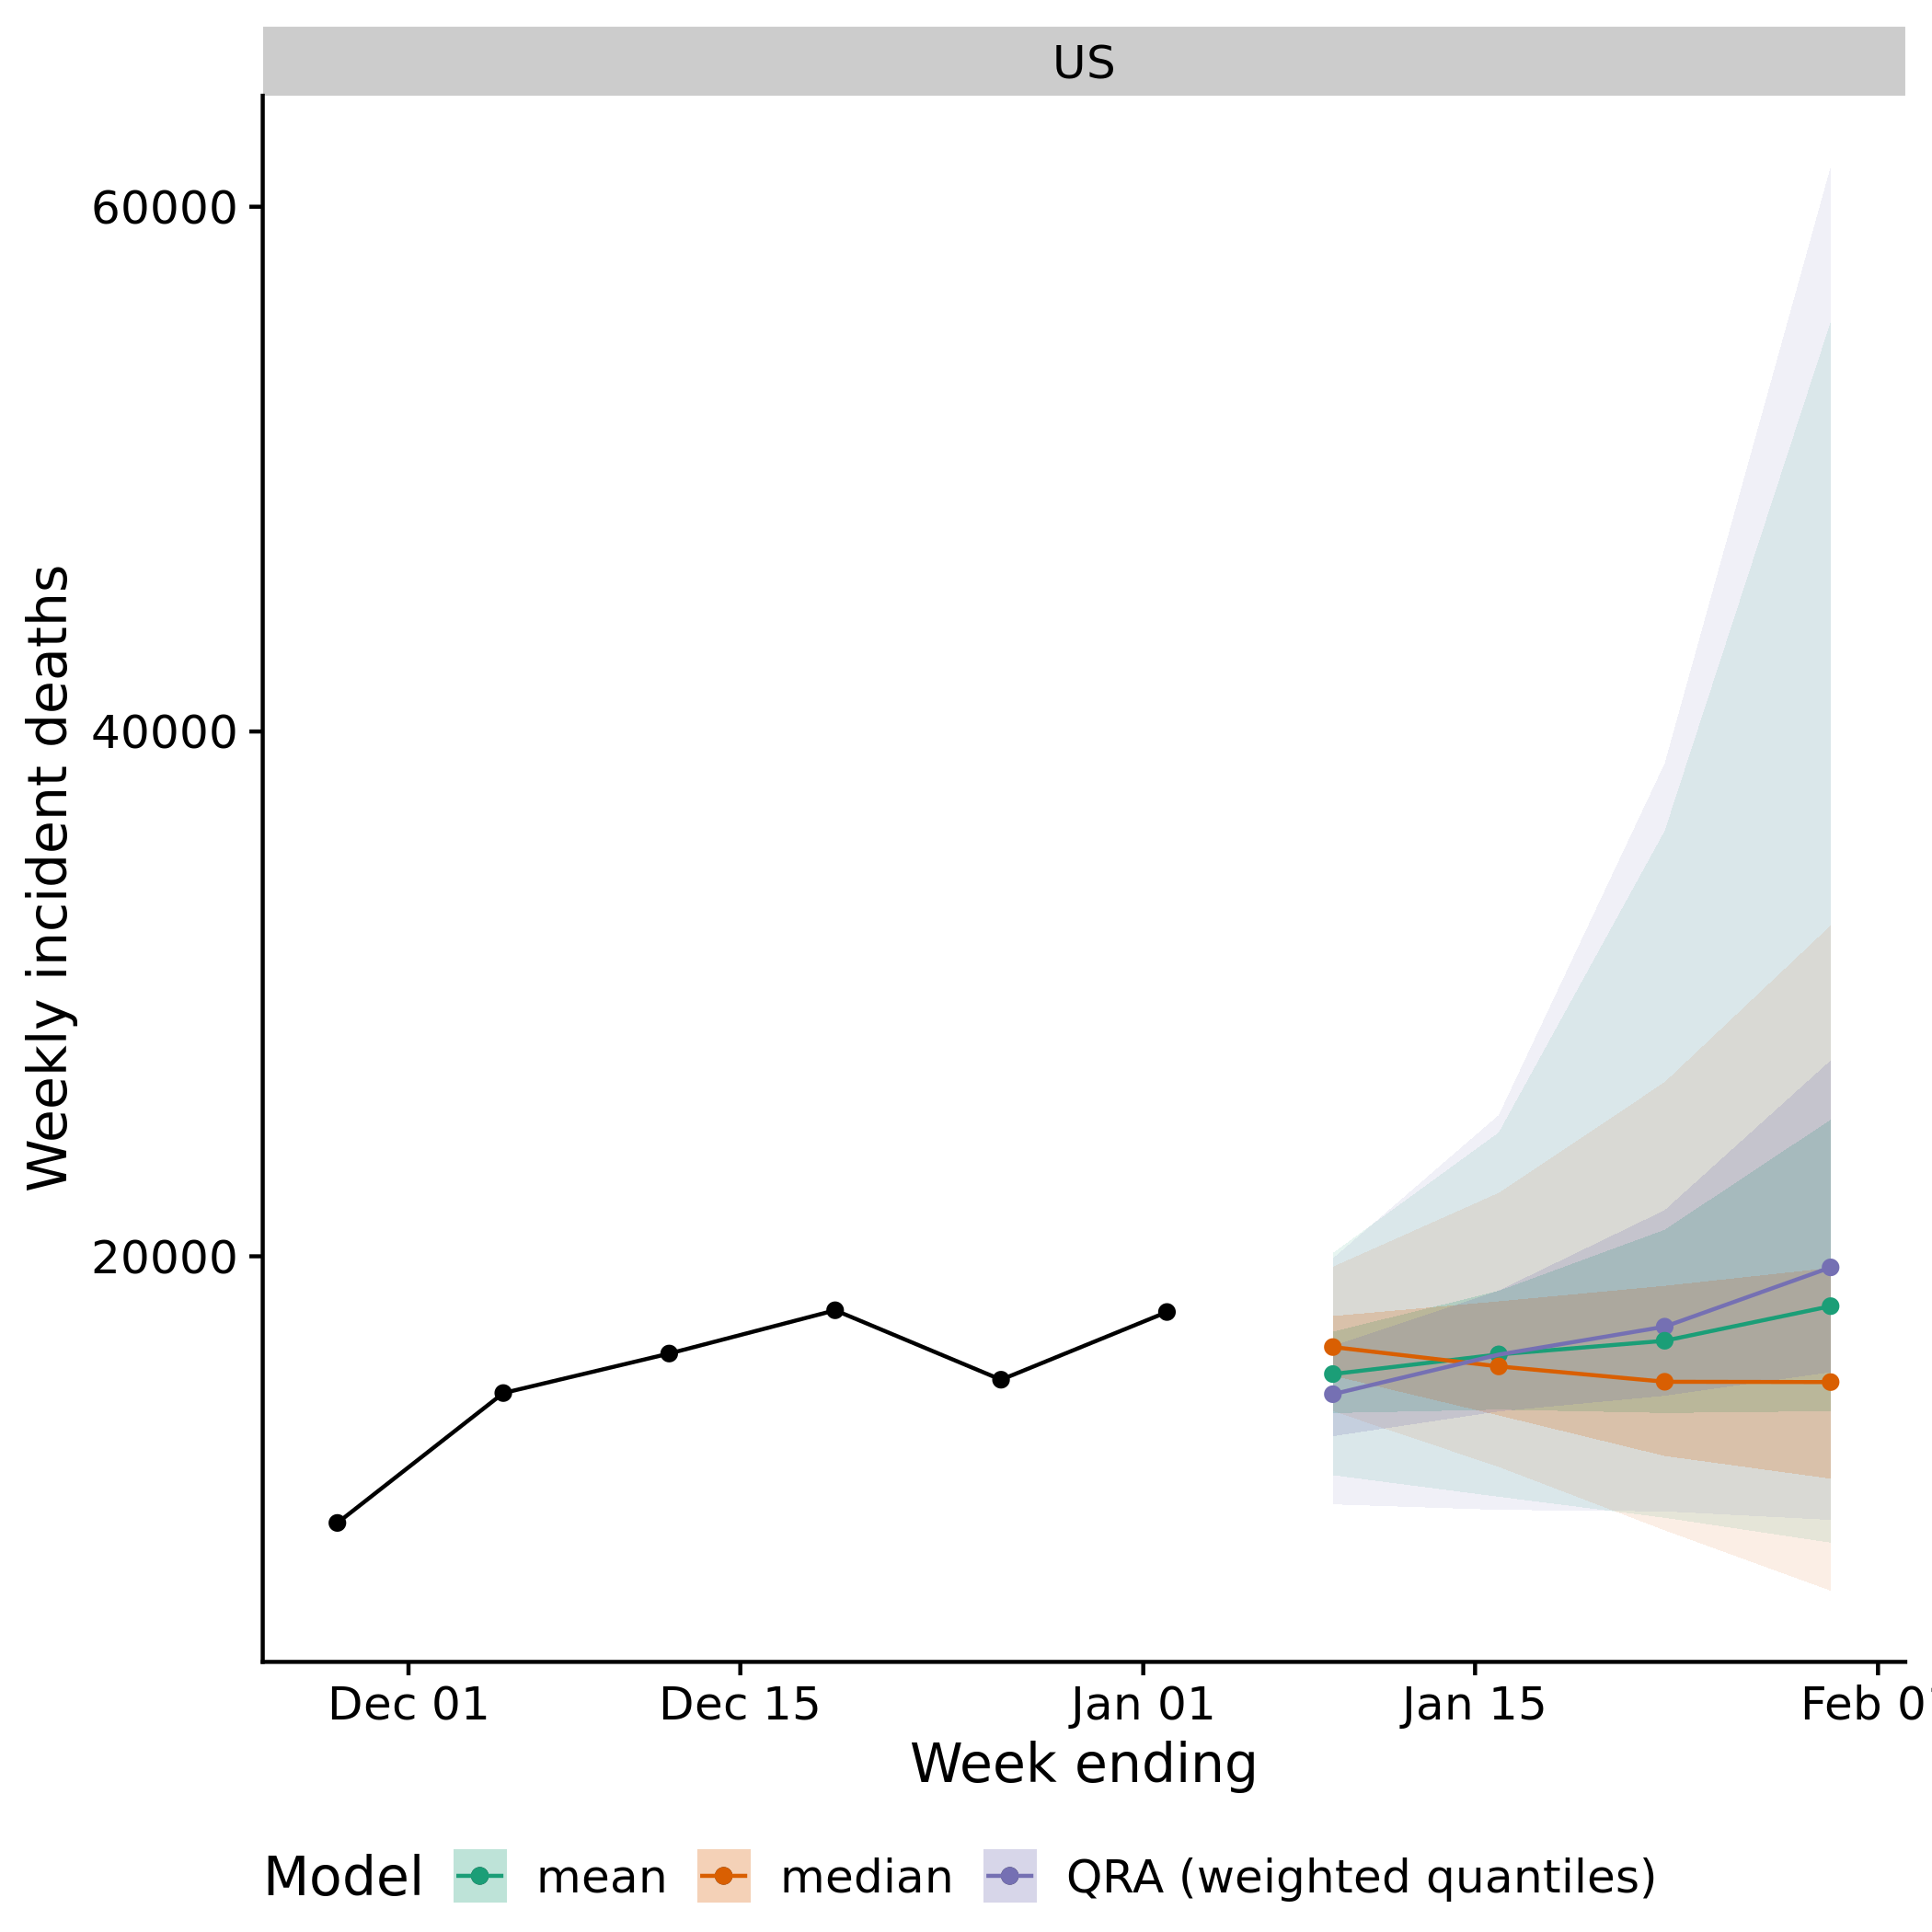 US
60000
40000
20000
Weekly incident deaths
Dec 01 Dec 15 Jan 01 Jan 15 Feb 0
Week ending
Model mean median QRA (weighted quantiles)